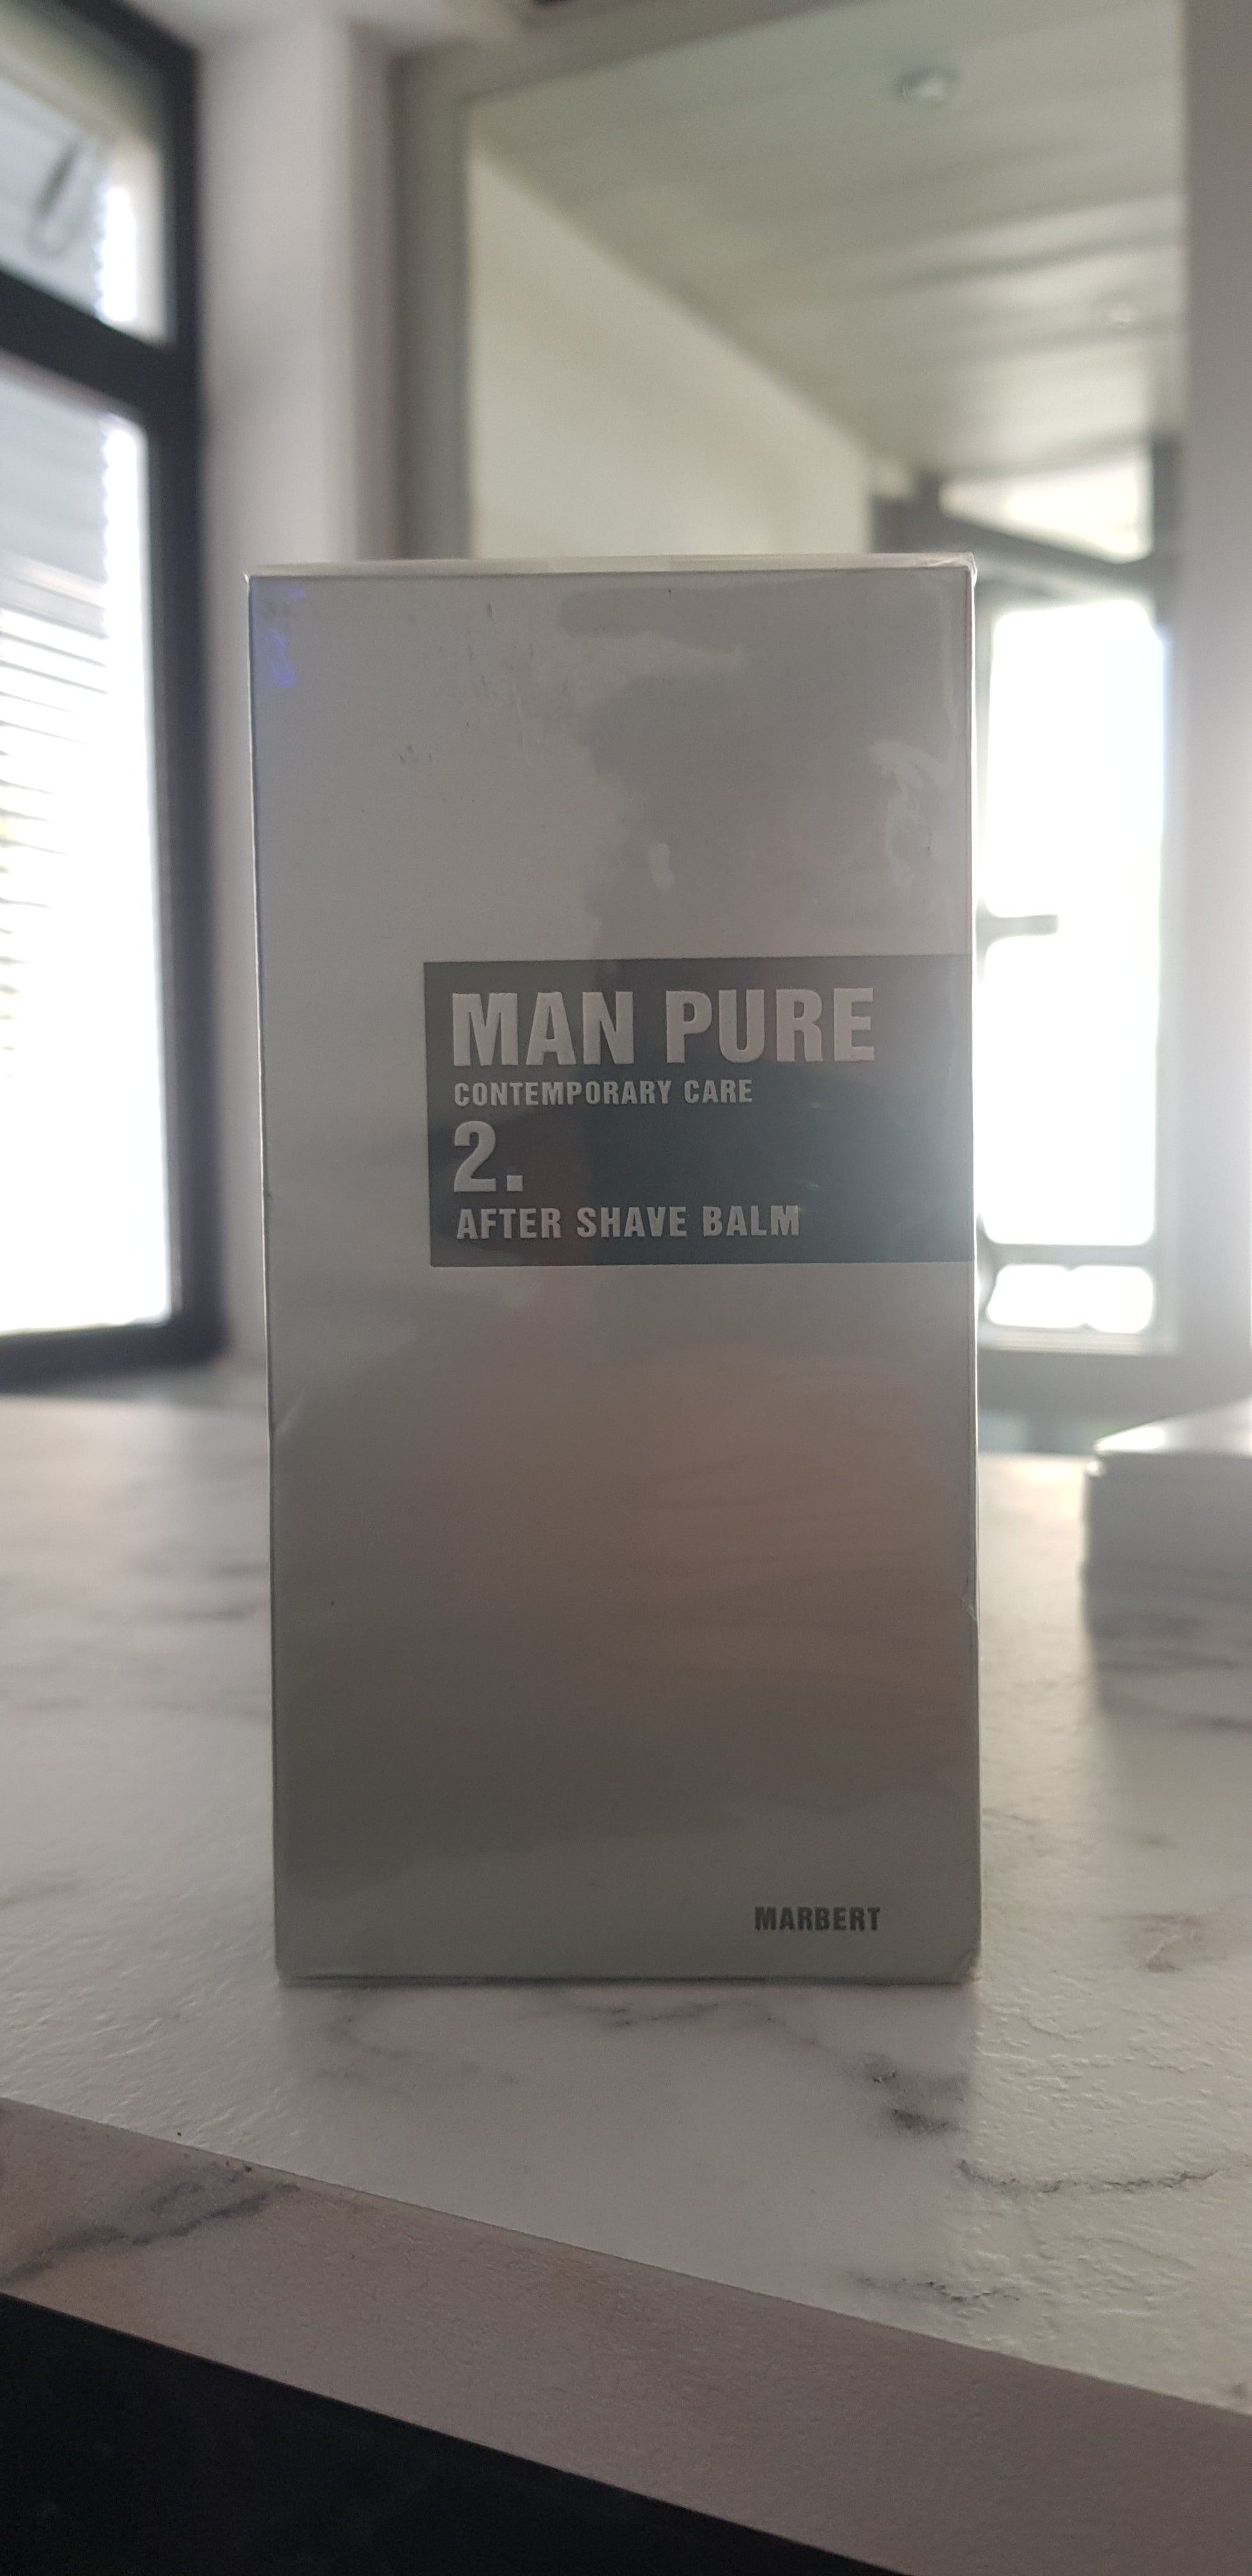 MAN PURE
CONTEMPORARY CARE
2.
AFTER SHAVE BALM
MARBERT